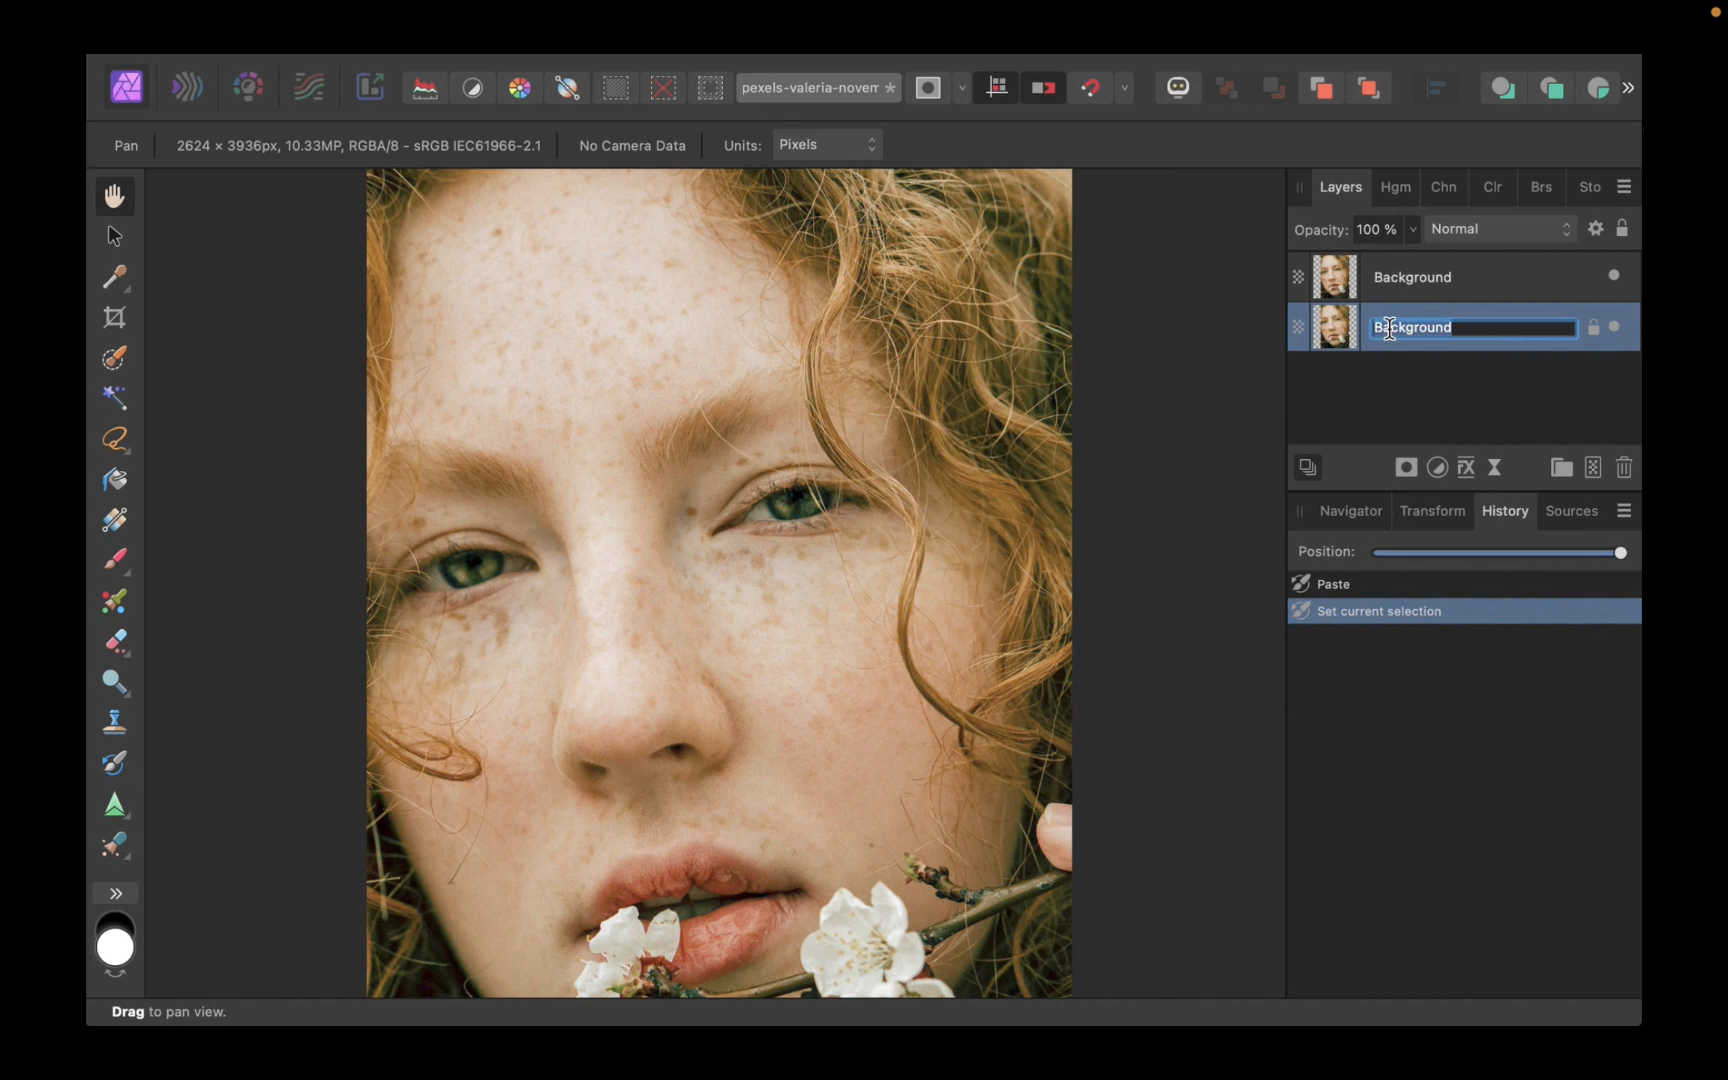 pexels-valeria-novem *
Pan
2624 × 3936px, 10.33MP, RGBA/8 - sRGB IEC61966-2.1
No Camera Data
Units:
Pixels
Layers
Hgm
Chn
Clr
Brs
Sto
Opacity:
100 %
Normal
Background
Background
FX
Navigator
Transform
History
Sources
Position:
Paste
Set current selection
Drag to pan view.